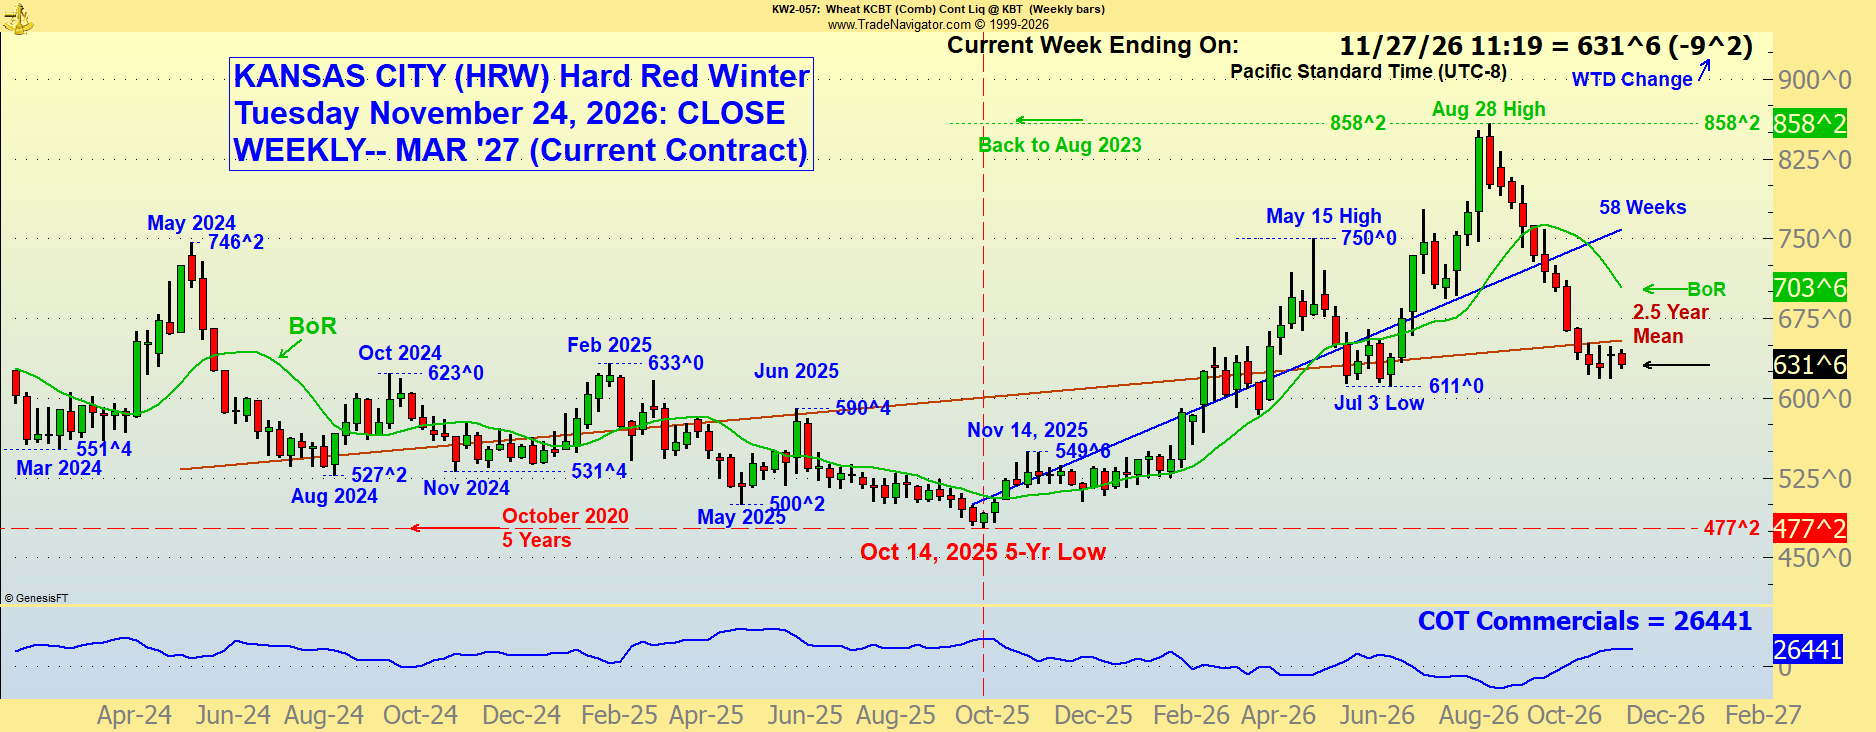 KW2-057: Wheat KCBT (Comb) Cont Liq @ KBT (Weekly bars)
www.TradeNavigator.com © 1999-2026
Current Week Ending On: 11/27/26 11:19 = 631^6 (-9^2)
Pacific Standard Time (UTC-8)
WTD Change
KANSAS CITY (HRW) Hard Red Winter
Tuesday November 24, 2026: CLOSE
WEEKLY-- MAR '27 (Current Contract)
900^0
Aug 28 High
858^2
858^2
858^2
Back to Aug 2023
825^0
58 Weeks
May 2024
746^2
May 15 High
750^0
750^0
BoR
703^6
2.5 Year
Mean
675^0
BoR
Oct 2024
623^0
Feb 2025
633^0
Jun 2025
590^4
631^6
611^0
Jul 3 Low
600^0
Nov 14, 2025
549^6
551^4
Mar 2024
527^2
Aug 2024
531^4
Nov 2024
500^2
May 2025
525^0
October 2020
5 Years
477^2
477^2
Oct 14, 2025 5-Yr Low
450^0
© GenesisFT
COT Commercials = 26441
26441
0
Apr-24 Jun-24 Aug-24 Oct-24 Dec-24 Feb-25 Apr-25 Jun-25 Aug-25 Oct-25 Dec-25 Feb-26 Apr-26 Jun-26 Aug-26 Oct-26 Dec-26 Feb-27